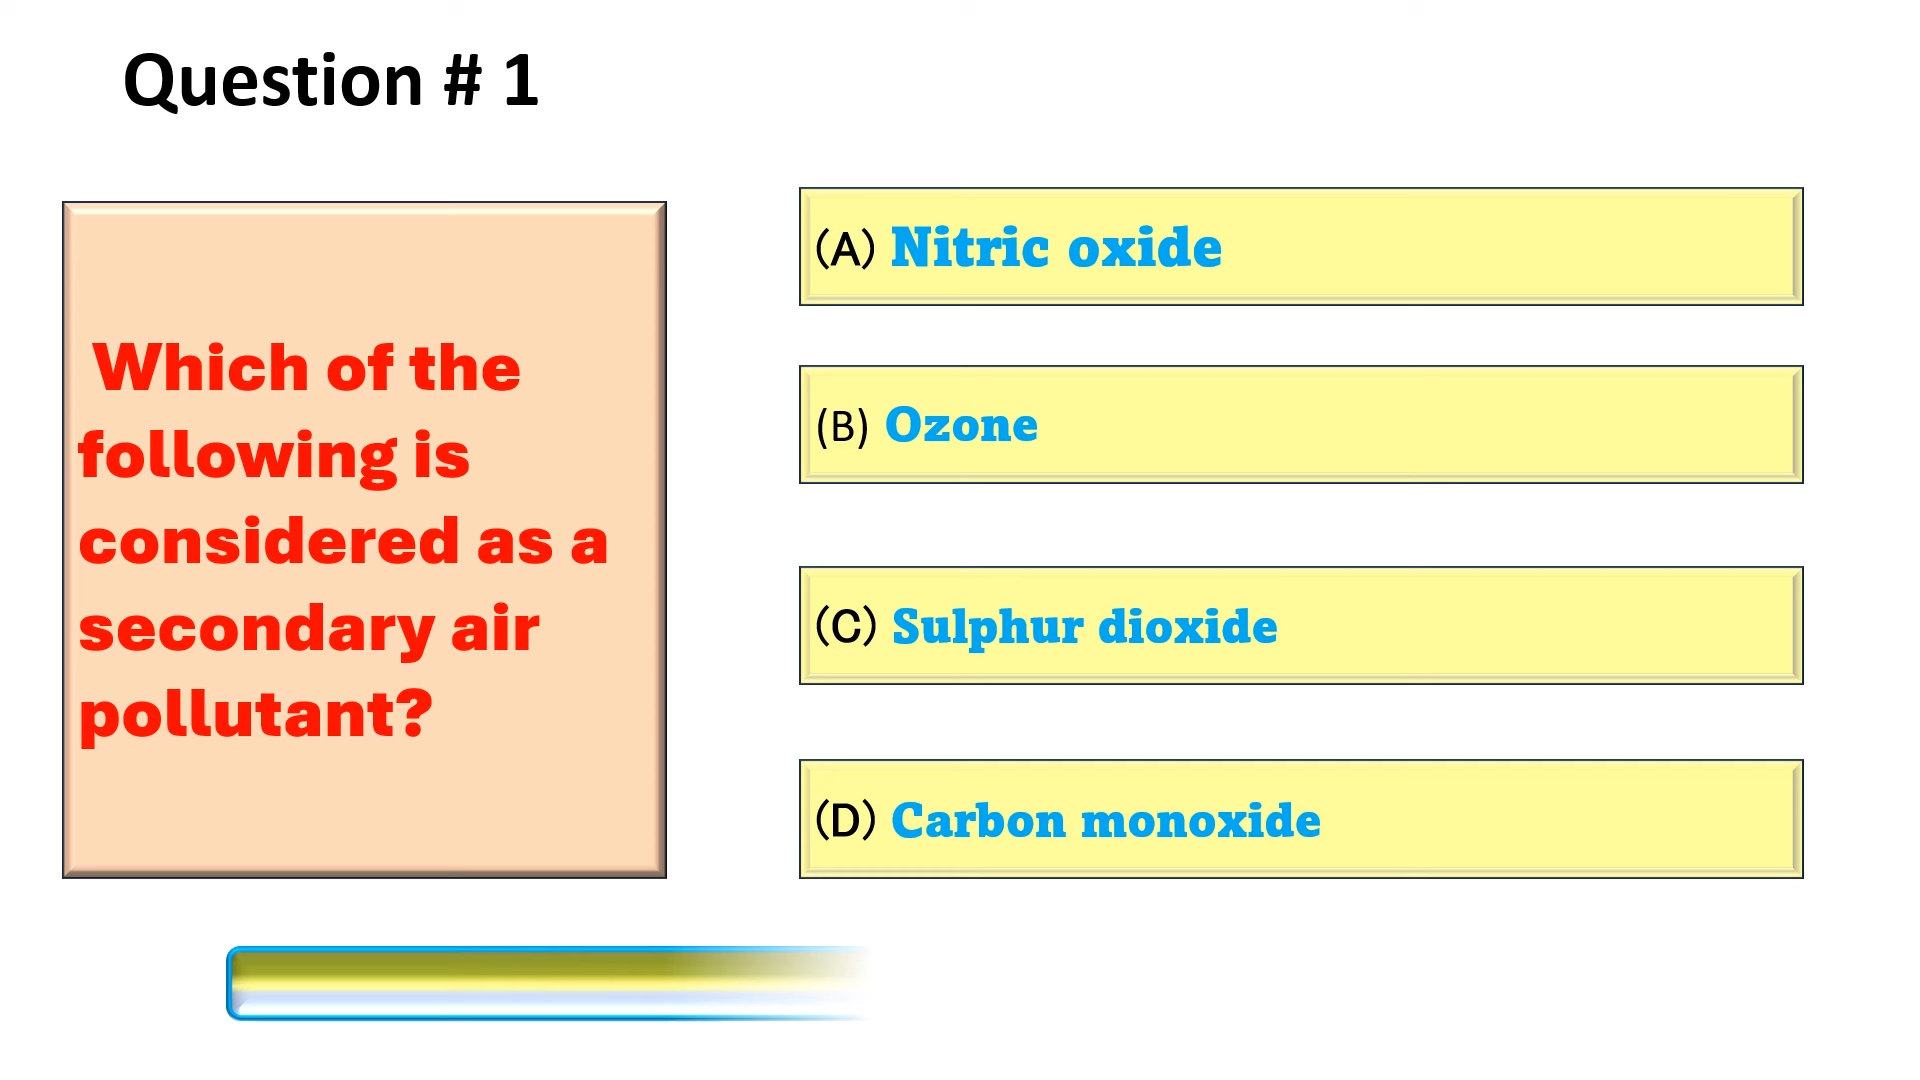 Question # 1
Which of the
following is
considered as a
secondary air
pollutant?
(A) Nitric oxide
(B) Ozone
(C) Sulphur dioxide
(D) Carbon monoxide